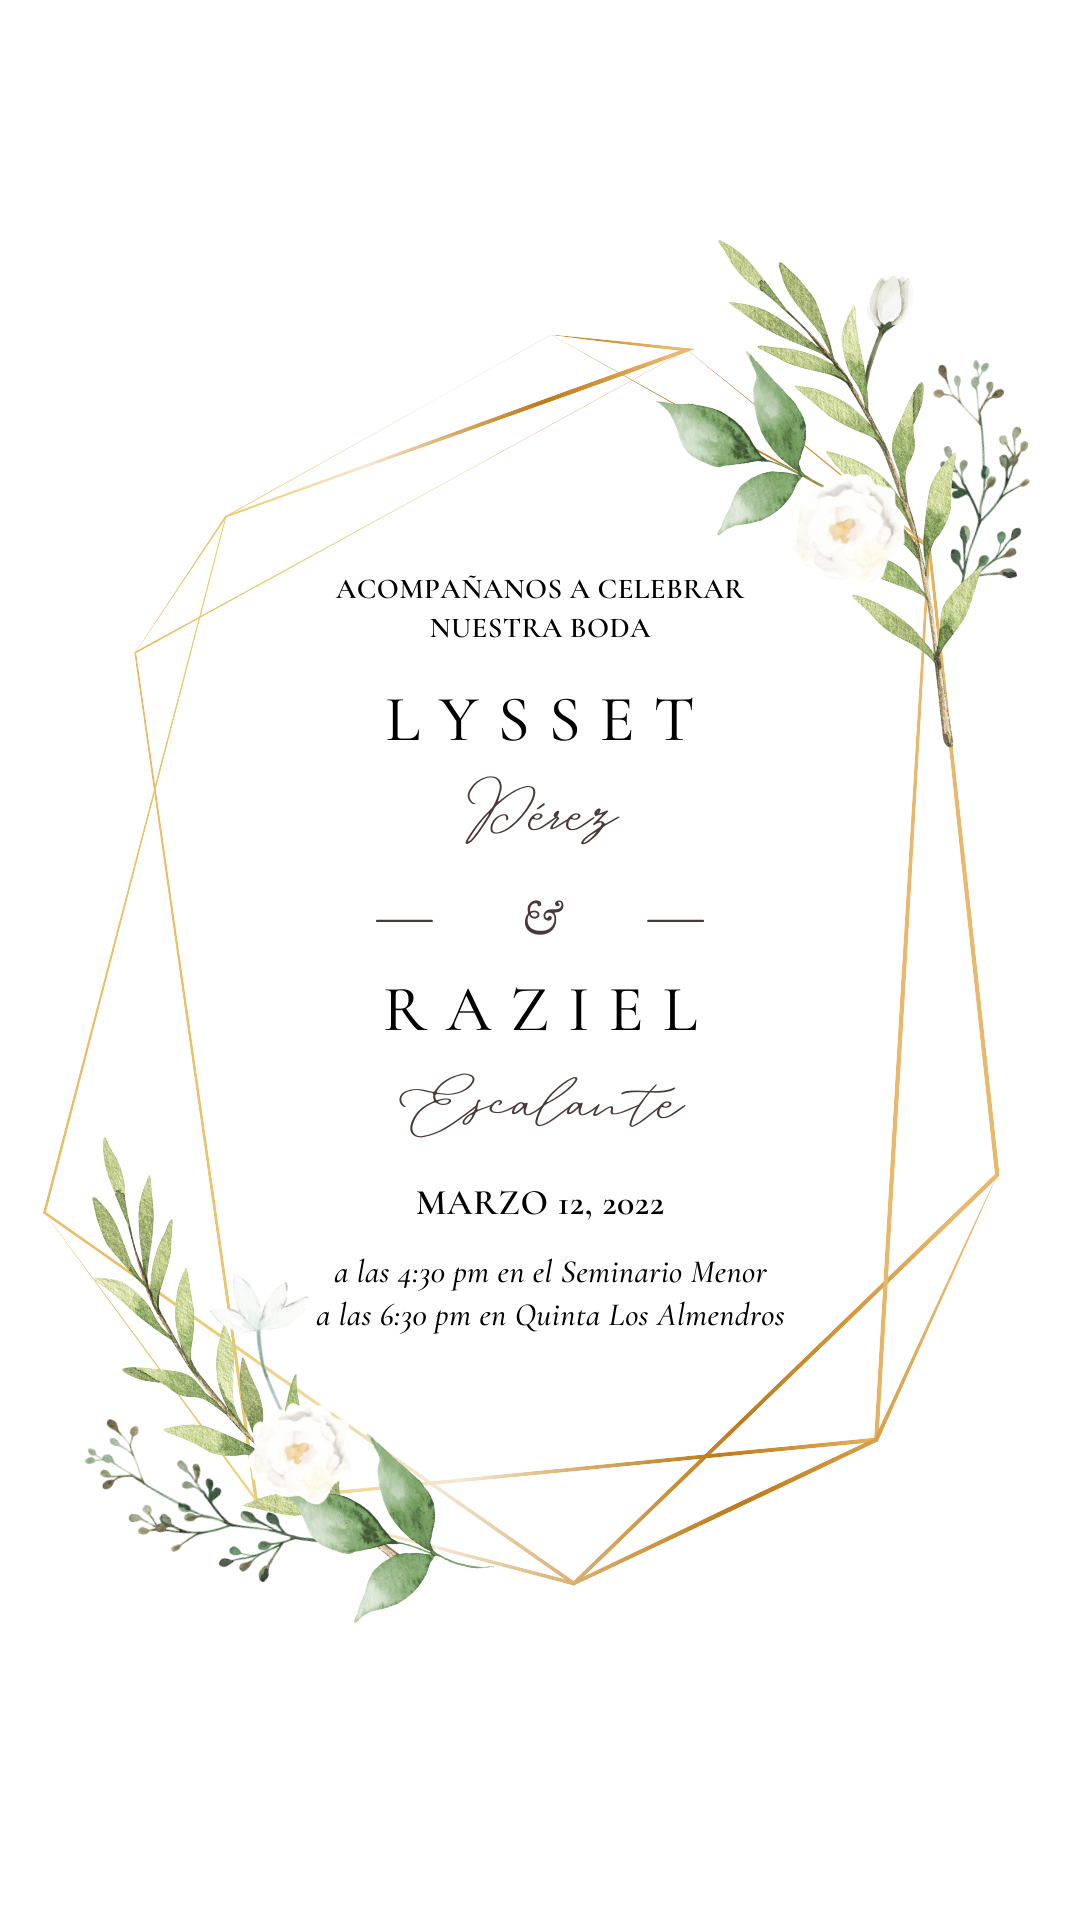 ACOMPAÑANOS A CELEBRAR
NUESTRA BODA
LYSSET
Pérez
&
RAZIEL
Escalante
MARZO 12, 2022
a las 4:30 pm en el Seminario Menor
a las 6:30 pm en Quinta Los Almendros